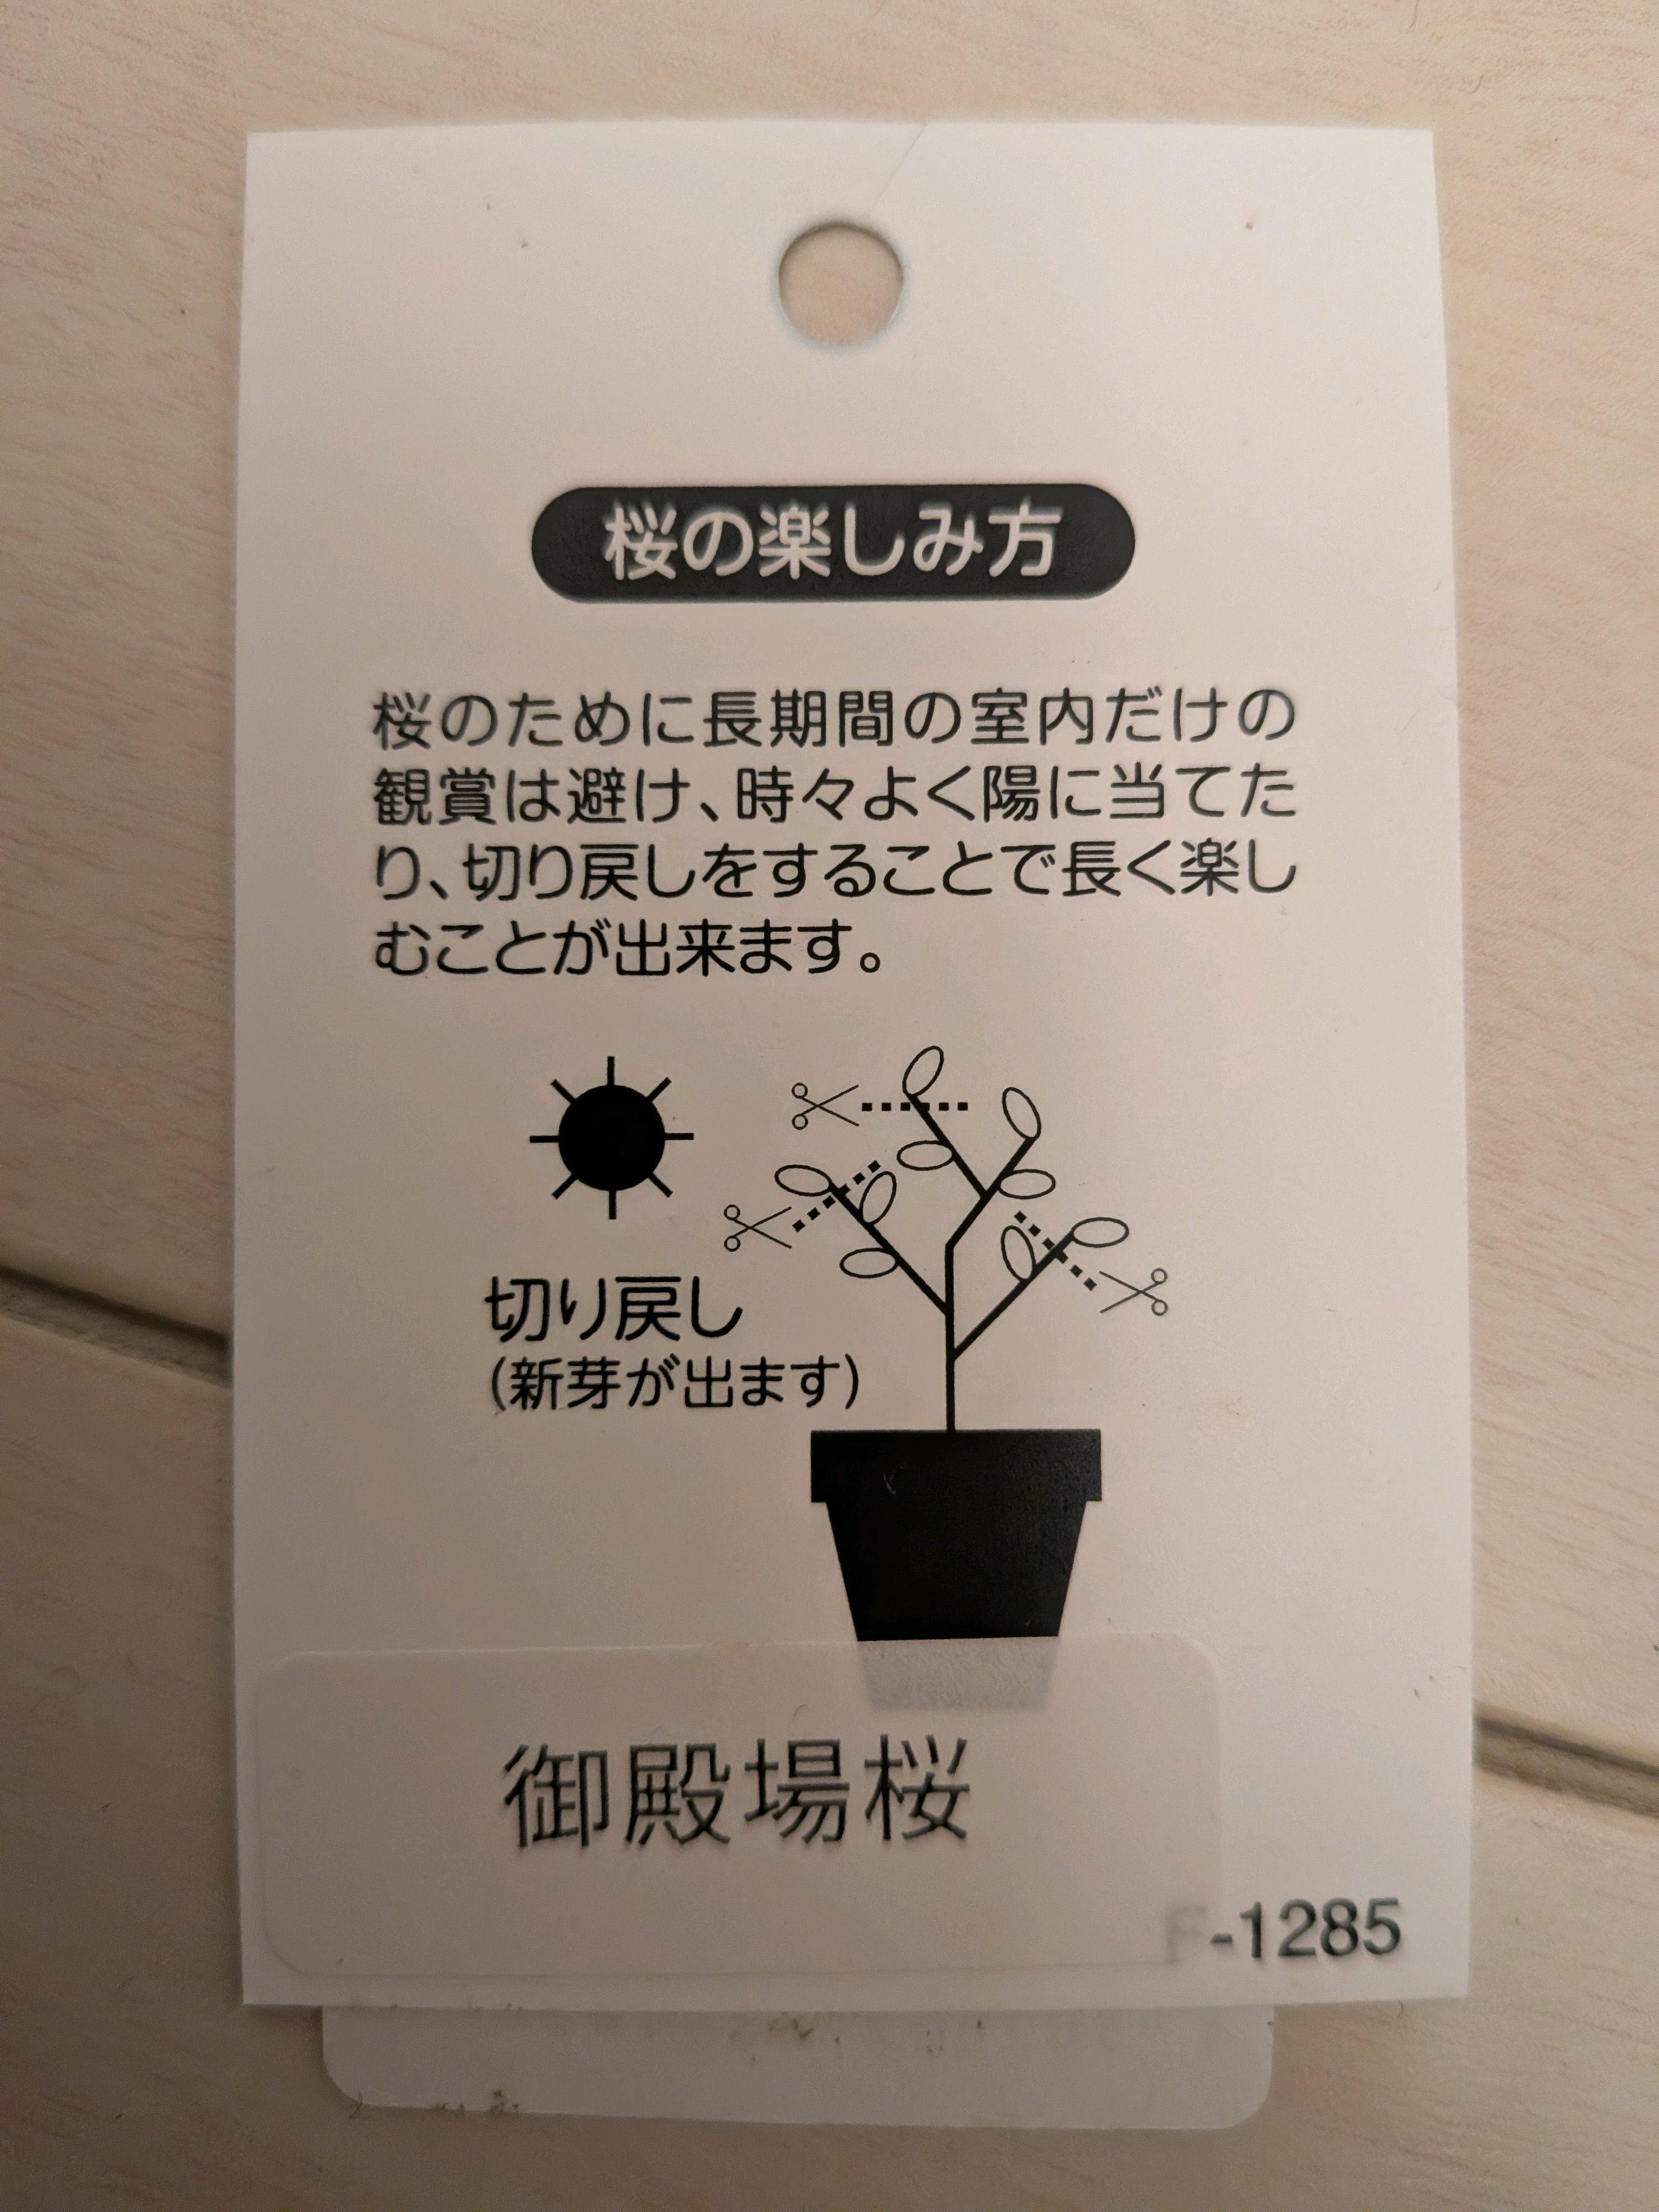 桜の楽しみ方
桜のために長期間の室内だけの
観賞は避け、時々よく陽に当てた
り、切り戻しをすることで長く楽し
むことが出来ます。
切り戻し
(新芽が出ます)
御殿場桜
F-1285